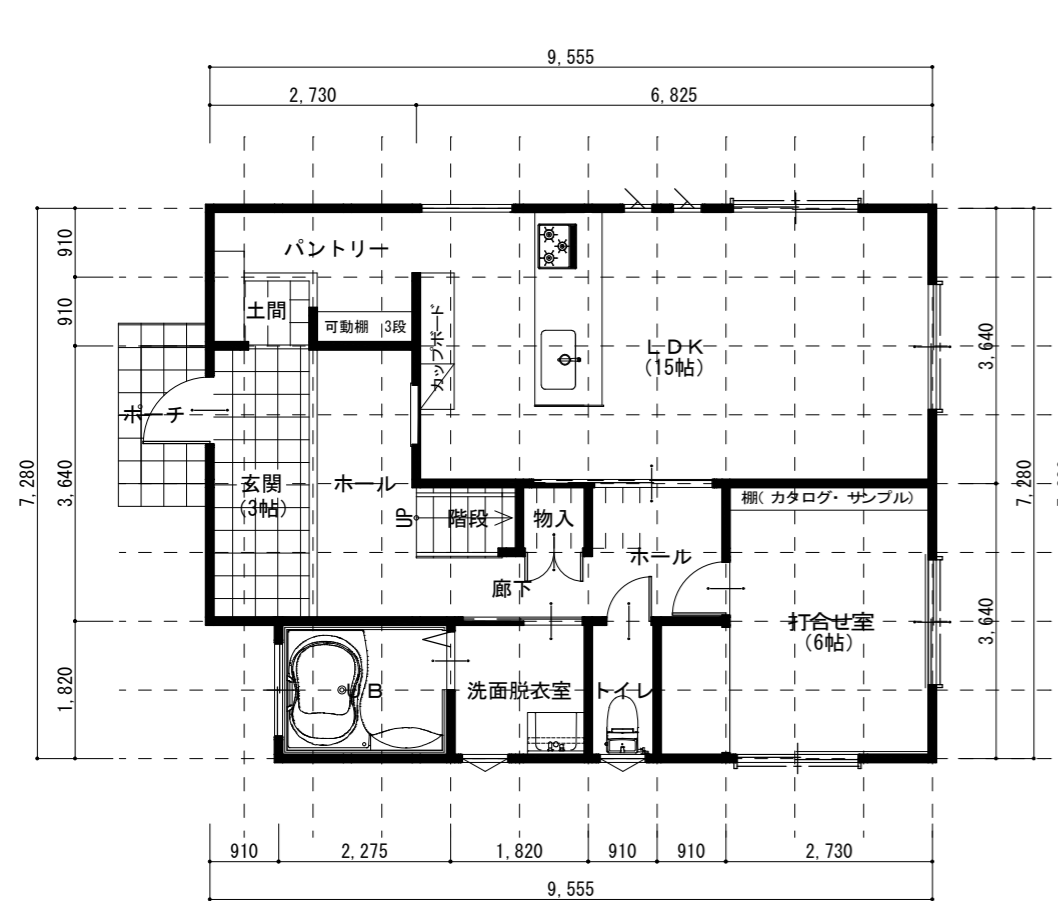 9,555
2,730
6,825
パントリー
910
土間
可動棚 3段
910
カップボード
LDK
(15帖)
3,640
ポーチ
7,280
3,640
玄関
(3帖)
ホール
UP
階段
物入
棚( カタログ・ サンプル)
7,280
ホール
廊下
打合せ室
(6帖)
3,640
1,820
UB
洗面脱衣室
トイレ
910
2,275
1,820
910
910
2,730
9,555